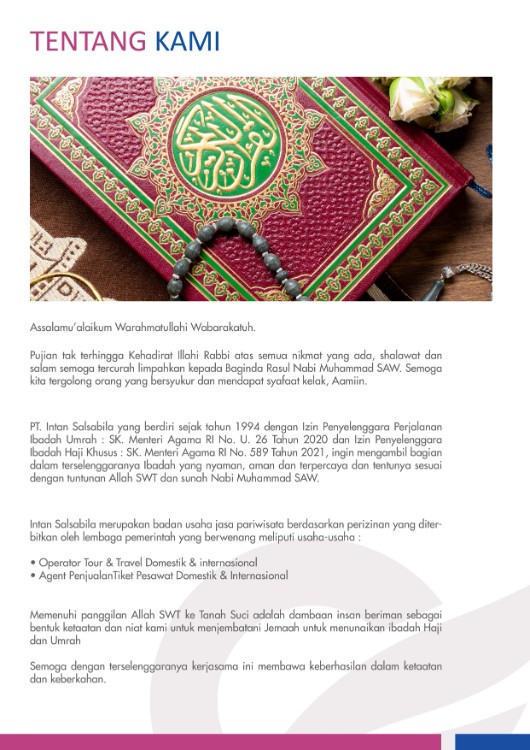 TENTANG KAMI
Assalamu’alaikum Warahmatullahi Wabarakatuh.
Pujian tak terhingga Kehadirat Illahi Rabbi atas semua nikmat yang ada, shalawat dan
salam semoga tercurah limpahkan kepada Baginda Rasul Nabi Muhammad SAW. Semoga
kita tergolong orang yang bersyukur dan mendapat syafaat kelak, Aamiin.
PT. Intan Salsabila yang berdiri sejak tahun 1994 dengan Izin Penyelenggara Perjalanan
Ibadah Umrah : SK. Menteri Agama RI No. U. 26 Tahun 2020 dan Izin Penyelenggara
Ibadah Haji Khusus : SK. Menteri Agama RI No. 589 Tahun 2021, ingin mengambil bagian
dalam terselenggaranya Ibadah yang nyaman, aman dan terpercaya dan tentunya sesuai
dengan tuntunan Allah SWT dan sunah Nabi Muhammad SAW.
Intan Salsabila merupakan badan usaha jasa pariwisata berdasarkan perizinan yang diter-
bitkan oleh lembaga pemerintah yang berwenang meliputi usaha-usaha :
• Operator Tour & Travel Domestik & internasional
• Agent PenjualanTiket Pesawat Domestik & Internasional
Memenuhi panggilan Allah SWT ke Tanah Suci adalah dambaan insan beriman sebagai
bentuk ketaatan dan niat kami untuk menjembatani Jemaah untuk menunaikan ibadah Haji
dan Umrah
Semoga dengan terselenggaranya kerjasama ini membawa keberhasilan dalam ketaatan
dan keberkahan.